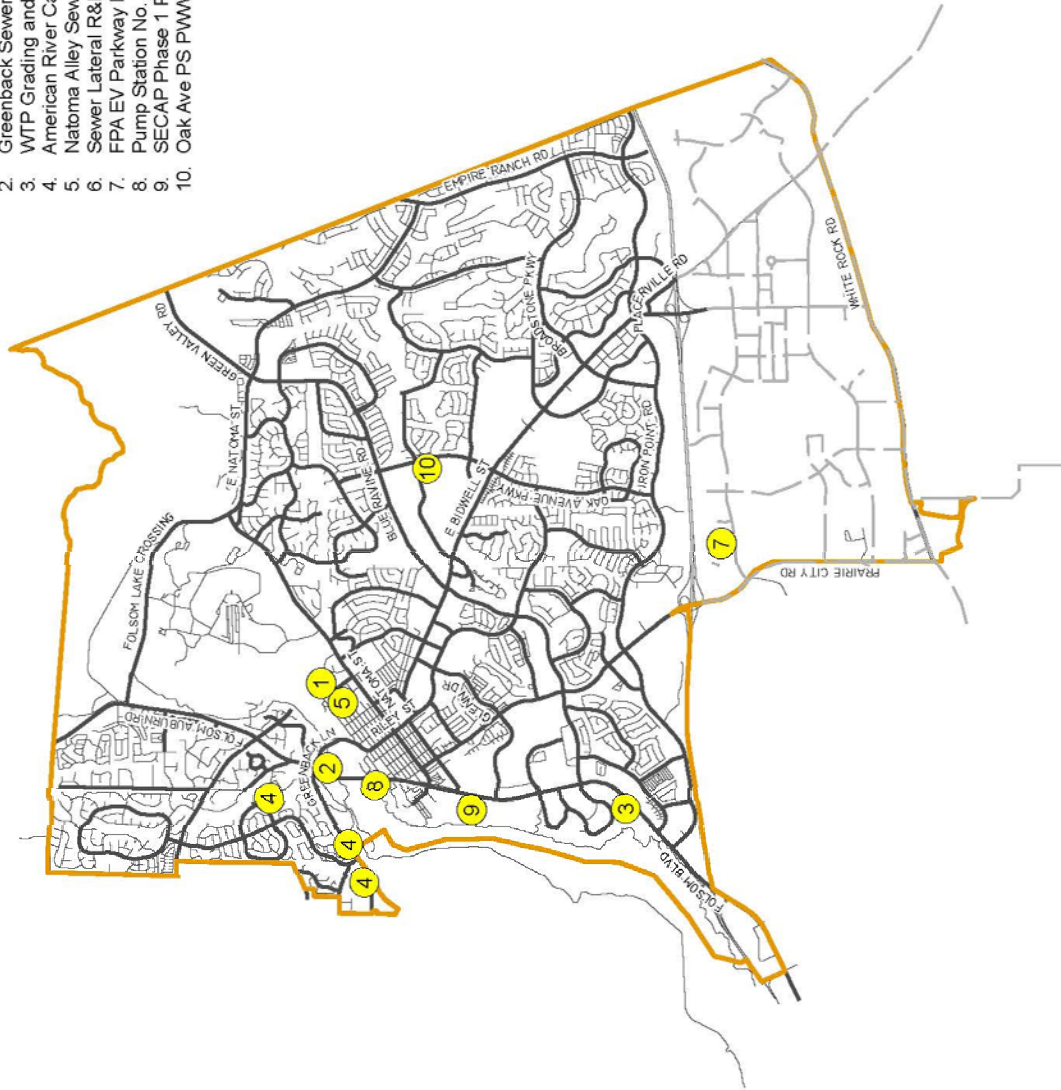 2. Greenback Sewer
3. WTP Grading and
4. American River Ca
5. Natoma Alley Sew
6. Sewer Lateral R&
7. FPA EV Parkway
8. Pump Station No.
9. SECAP Phase 1
10. Oak Ave PS PWW
FOLSOM LAKE CROSSING
GREEN VALLEY RD
E NATOMA ST
FOLSOM AUBURN RD
EMPIRE RANCH RD
BLUE RAVINE RD
GREENBACK LN
NATOMA ST
RILEY ST
E BIDWELL ST
BROADSTONE PKWY
GLENN DR
OAK AVENUE PKWY
PLACERVILLE RD
IRON POINT RD
FOLSOM BLVD
PRAIRIE CITY RD
WHITE ROCK RD
1
5
2
8
4
4
4
9
3
10
7